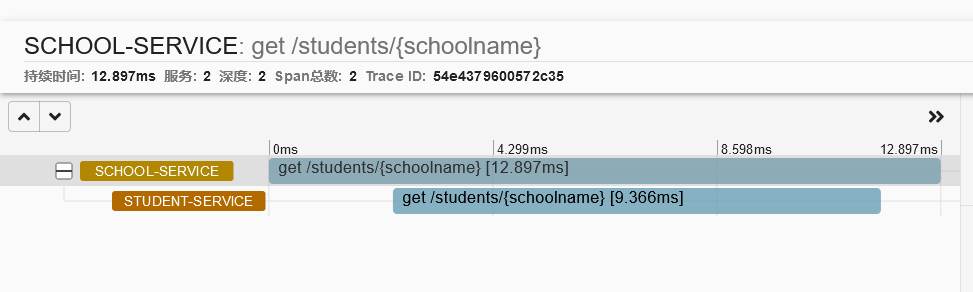 SCHOOL-SERVICE: get /students/{schoolname}
持续时间: 12.897ms 服务: 2 深度: 2 Span总数: 2 Trace ID: 54e4379600572c35
0ms 4.299ms 8.598ms 12.897ms
SCHOOL-SERVICE get /students/{schoolname} [12.897ms]
STUDENT-SERVICE get /students/{schoolname} [9.366ms]